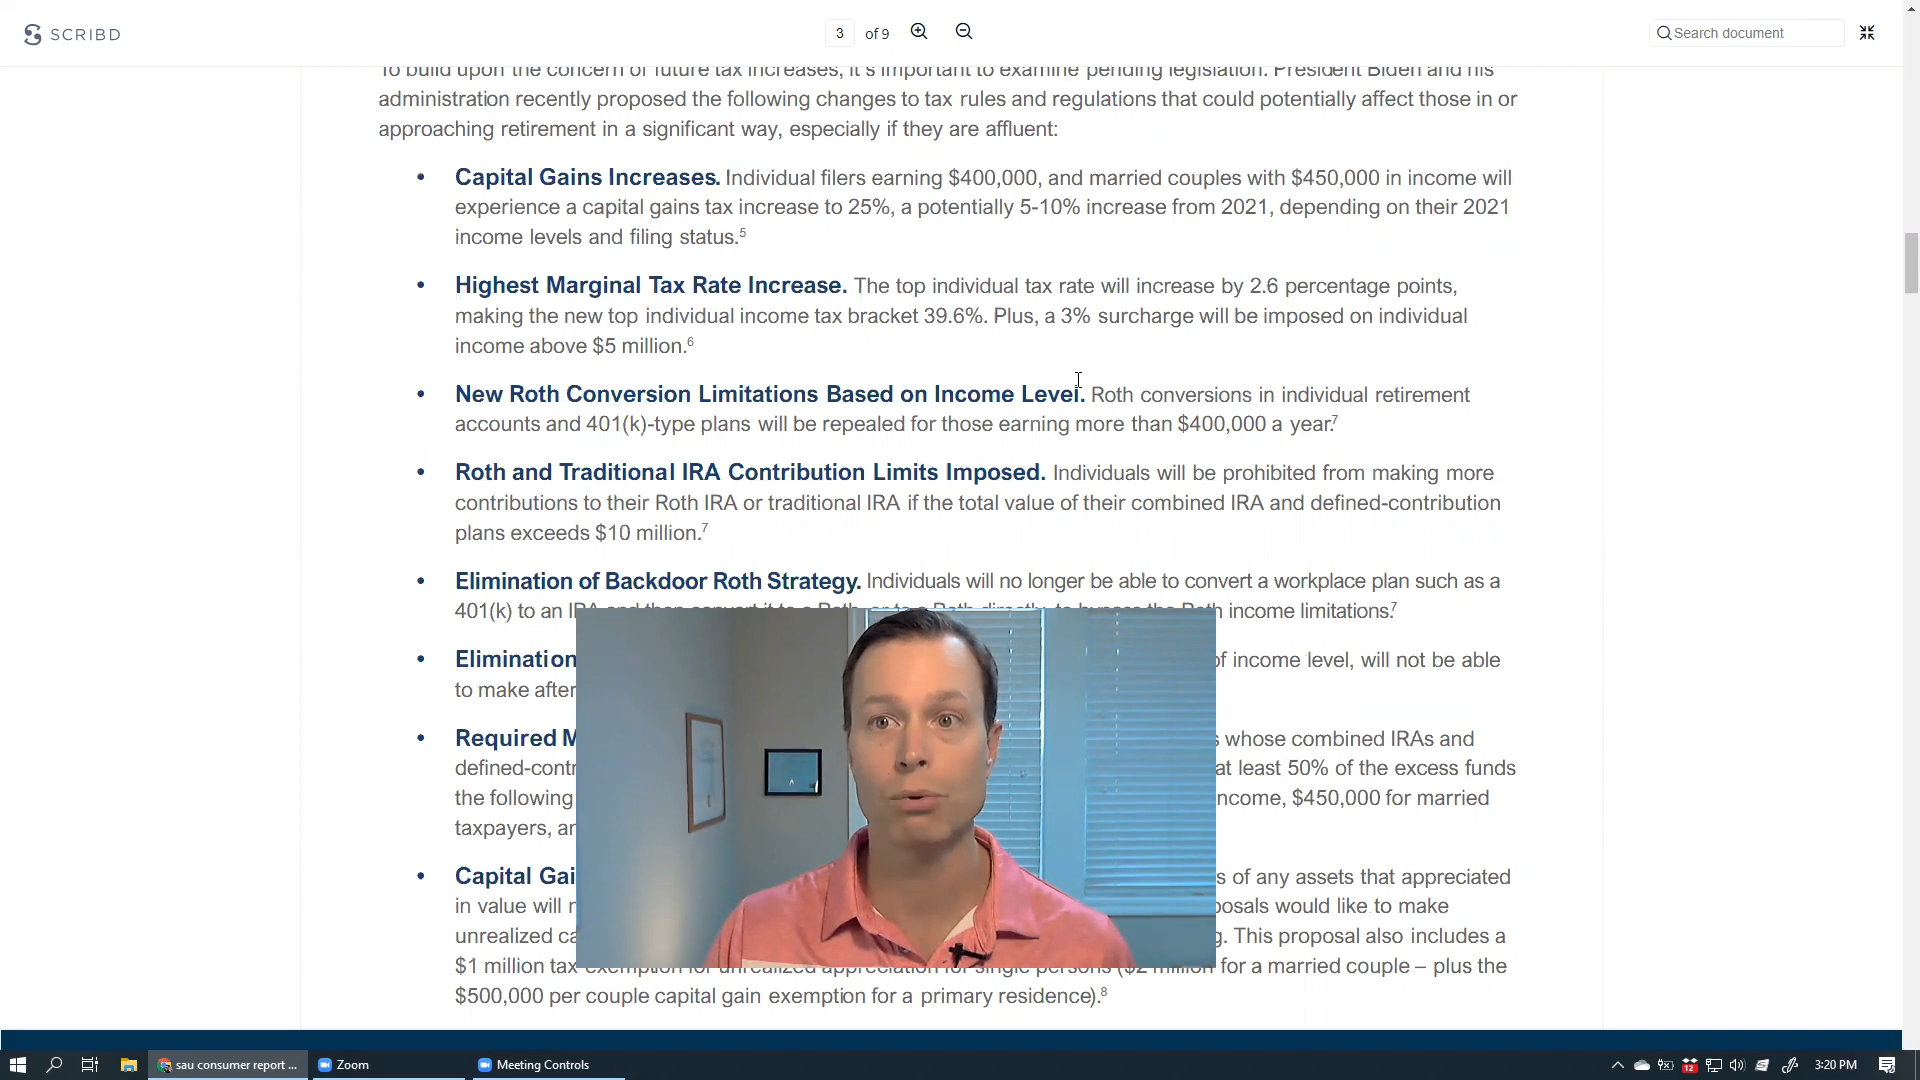 SCRIBD
3 of 9
Search document
To build upon the concern of future tax increases, it's important to examine pending legislation. President Biden and his
administration recently proposed the following changes to tax rules and regulations that could potentially affect those in or
approaching retirement in a significant way, especially if they are affluent:
• Capital Gains Increases. Individual filers earning $400,000, and married couples with $450,000 in income will
experience a capital gains tax increase to 25%, a potentially 5-10% increase from 2021, depending on their 2021
income levels and filing status.5
• Highest Marginal Tax Rate Increase. The top individual tax rate will increase by 2.6 percentage points,
making the new top individual income tax bracket 39.6%. Plus, a 3% surcharge will be imposed on individual
income above $5 million.6
• New Roth Conversion Limitations Based on Income Level. Roth conversions in individual retirement
accounts and 401(k)-type plans will be repealed for those earning more than $400,000 a year.7
• Roth and Traditional IRA Contribution Limits Imposed. Individuals will be prohibited from making more
contributions to their Roth IRA or traditional IRA if the total value of their combined IRA and defined-contribution
plans exceeds $10 million.7
• Elimination of Backdoor Roth Strategy. Individuals will no longer be able to convert a workplace plan such as a
401(k) to an IRA and then convert it to a Roth, or to a Roth directly, to bypass the Roth income limitations.7
• Elimination of income level, will not be able
to make after
• Required whose combined IRAs and
at least 50% of the excess funds
the following $450,000 for married
taxpayers,
• Capital of any assets that appreciated
in value will would like to make
unrealized This proposal also includes a
$1 million tax exemption for unrealized appreciation for single persons ($2 million for a married couple – plus the
$500,000 per couple capital gain exemption for a primary residence).8
sau consumer report ...
Zoom
Meeting Controls
12
3:20 PM